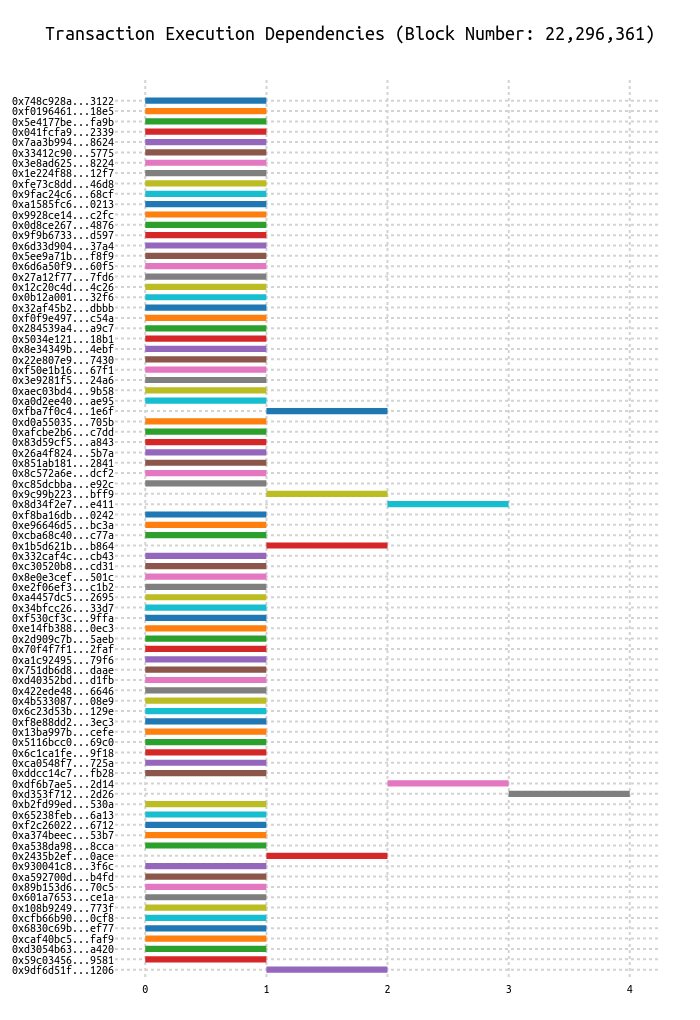 Transaction Execution Dependencies (Block Number: 22,296,361)
0x748c928a...3122
0xf0196461...18e5
0x5e4177be...fa9b
0x041fcfa9...2339
0x7aa3b994...8624
0x33412c90...5775
0x3e8ad625...8224
0x1e224f88...12f7
0xfe73c8dd...46d8
0x9fac24c6...68cf
0xa1585fc6...0213
0x9928ce14...c2fc
0x0d8ce267...4876
0x9f9b6733...d597
0x6d33d904...37a4
0x5ee9a71b...f8f9
0x6d6a50f9...60f5
0x27a12f77...7fd6
0x12c20c4d...4c26
0x0b12a001...32f6
0x32af45b2...dbbb
0xf0f9e497...c54a
0x284539a4...a9c7
0x5034e121...18b1
0x8e34349b...4ebf
0x22e807e9...7430
0xf50e1b16...67f1
0x3e9281f5...24a6
0xaec03bd4...9b58
0xa0d2ee40...ae95
0xfba7f0c4...1e6f
0xd0a55035...705b
0xafcbe2b6...c7dd
0x83d59cf5...a843
0x26a4f824...5b7a
0x851ab181...2841
0x8c572a6e...dcf2
0xc85dcbba...e92c
0x9c99b223...bff9
0x8d34f2e7...e411
0xf8ba16db...0242
0xe96646d5...bc3a
0xcba68c40...c77a
0x1b5d621b...b864
0x332caf4c...cb43
0xc30520b8...cd31
0x8e0e3cef...501c
0xe2f06ef3...c1b2
0xa4457dc5...2695
0x34bfcc26...33d7
0xf530cf3c...9ffa
0xe14fb388...0ec3
0x2d909c7b...5aeb
0x70f4f7f1...2faf
0xa1c92495...79f6
0x751db6d8...daae
0xd40352bd...d1fb
0x422ede48...6646
0x4b533087...08e9
0x6c23d53b...129e
0xf8e88dd2...3ec3
0x13ba997b...cefe
0x5116bcc0...69c0
0x6c1ca1fe...9f18
0xca0548f7...725a
0xddcc14c7...fb28
0xdf6b7ae5...2d14
0xd353f712...2d26
0xb2fd99ed...530a
0x65238feb...6a13
0xf2c26022...6712
0xa374beec...53b7
0xa538da98...8cca
0x2435b2ef...0ace
0x930041c8...3f6c
0xa592700d...b4fd
0x89b153d6...70c5
0x601a7653...ce1a
0x108b9249...773f
0xcfb66b90...0cf8
0x6830c69b...ef77
0xcaf40bc5...faf9
0xd3054b63...a420
0x59c03456...9581
0x9df6d51f...1206
0 1 2 3 4